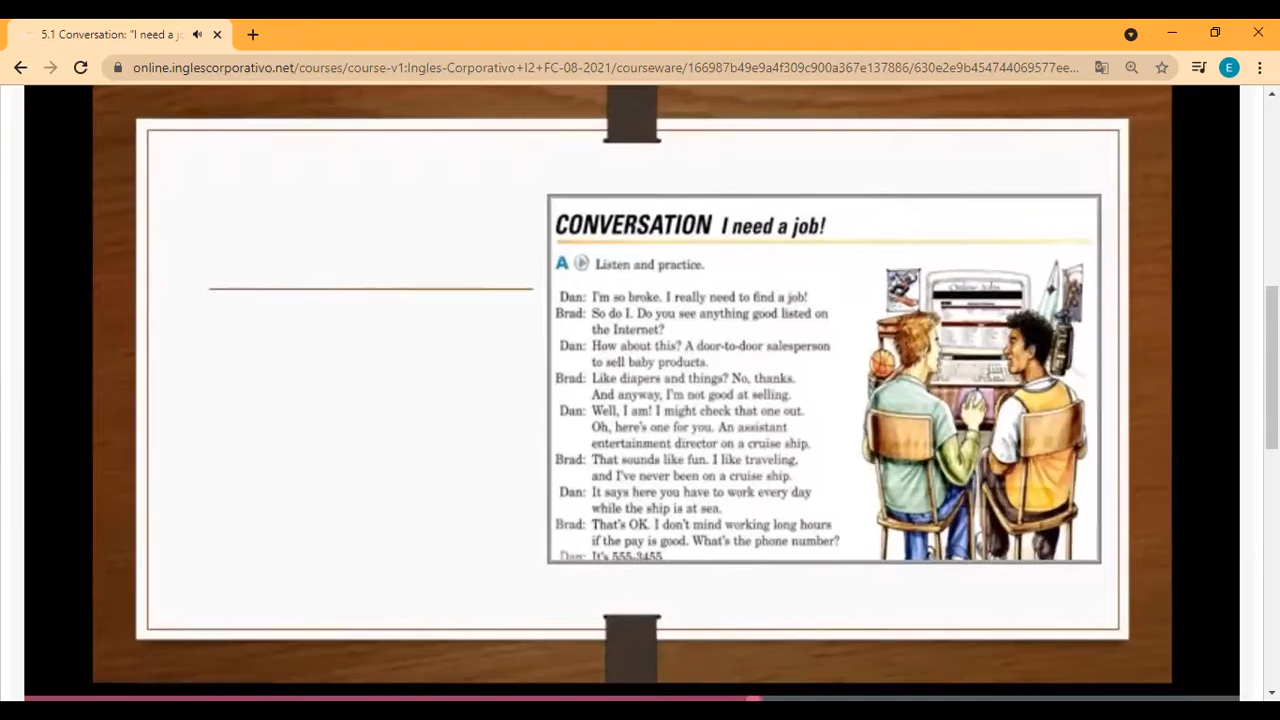 5.1 Conversation: "I need a jo
online.inglescorporativo.net/courses/course-v1:Ingles-Corporativo+I2+FC-08-2021/courseware/166987b49e9a4f309c900a367e137886/630e2e9b454744069577ee...
E
CONVERSATION I need a job!
A Listen and practice.
Dan: I'm so broke. I really need to find a job!
Brad: So do I. Do you see anything good listed on
the Internet?
Dan: How about this? A door-to-door salesperson
to sell baby products.
Brad: Like diapers and things? No, thanks.
And anyway, I'm not good at selling.
Dan: Well, I am! I might check that one out.
Oh, here's one for you. An assistant
entertainment director on a cruise ship.
Brad: That sounds like fun. I like traveling,
and I've never been on a cruise ship.
Dan: It says here you have to work every day
while the ship is at sea.
Brad: That's OK. I don't mind working long hours
if the pay is good. What's the phone number?
Dan: It's 555-3455
Online Jobs